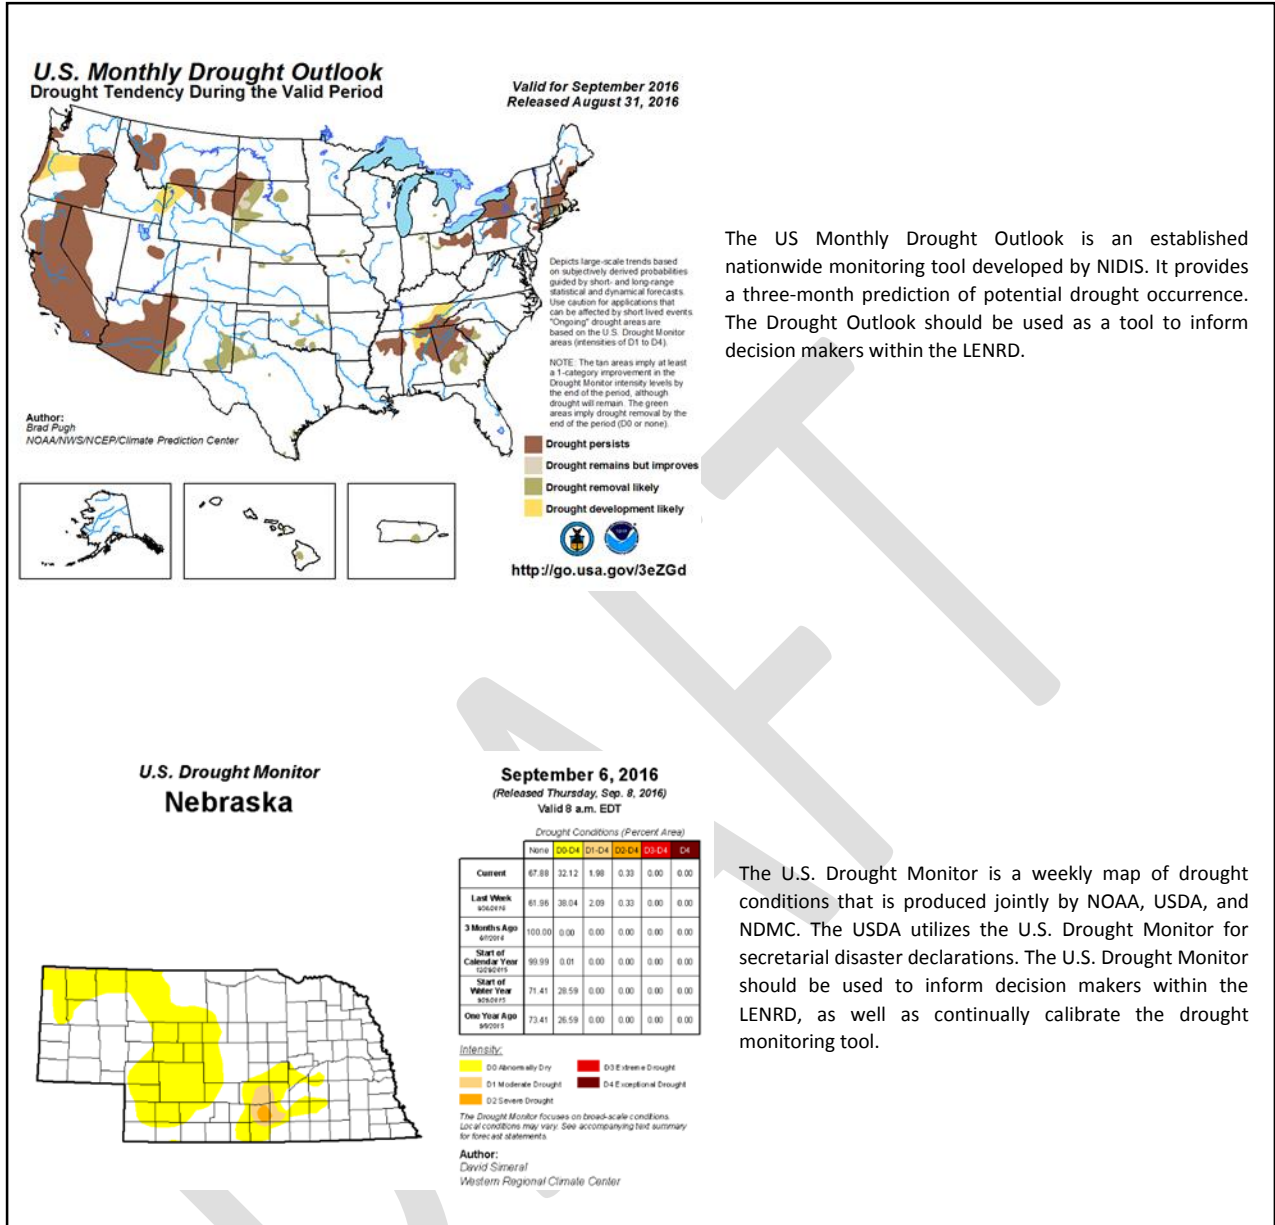 U.S. Monthly Drought Outlook
Drought Tendency During the Valid Period
Valid for September 2016
Released August 31, 2016
Depicts large-scale trends based
on subjectively derived probabilities
guided by short- and long-range
statistical and dynamical forecasts.
Use caution for applications that
can be affected by short lived events.
"Ongoing" drought areas are
based on the U.S. Drought Monitor
areas (intensities of D1 to D4).
NOTE: The tan areas imply at least
a 1-category improvement in the
Drought Monitor intensity levels by
the end of the period, although
drought will remain. The green
areas imply drought removal by the
end of the period (D0 or none).
Author:
Brad Pugh
NOAA/NWS/NCEP/Climate Prediction Center
Drought persists
Drought remains but improves
Drought removal likely
Drought development likely
http://go.usa.gov/3eZGd
The US Monthly Drought Outlook is an established
nationwide monitoring tool developed by NIDIS. It provides
a three-month prediction of potential drought occurrence.
The Drought Outlook should be used as a tool to inform
decision makers within the LENRD.
U.S. Drought Monitor
Nebraska
September 6, 2016
(Released Thursday, Sep. 8, 2016)
Valid 8 a.m. EDT
Drought Conditions (Percent Area)
None D0-D4 D1-D4 D2-D4 D3-D4 D4
Current 67.88 32.12 1.98 0.33 0.00 0.00
Last Week 61.96 38.04 2.09 0.33 0.00 0.00
3 Months Ago 100.00 0.00 0.00 0.00 0.00 0.00
Start of
Calendar Year 99.99 0.01 0.00 0.00 0.00 0.00
Start of
Water Year 71.41 28.59 0.00 0.00 0.00 0.00
One Year Ago 73.41 26.59 0.00 0.00 0.00 0.00
Intensity:
D0 Abnormally Dry
D1 Moderate Drought
D2 Severe Drought
D3 Extreme Drought
D4 Exceptional Drought
The Drought Monitor focuses on broad-scale conditions.
Local conditions may vary. See accompanying text summary
for forecast statements.
Author:
David Simeral
Western Regional Climate Center
The U.S. Drought Monitor is a weekly map of drought
conditions that is produced jointly by NOAA, USDA, and
NDMC. The USDA utilizes the U.S. Drought Monitor for
secretarial disaster declarations. The U.S. Drought Monitor
should be used to inform decision makers within the
LENRD, as well as continually calibrate the drought
monitoring tool.